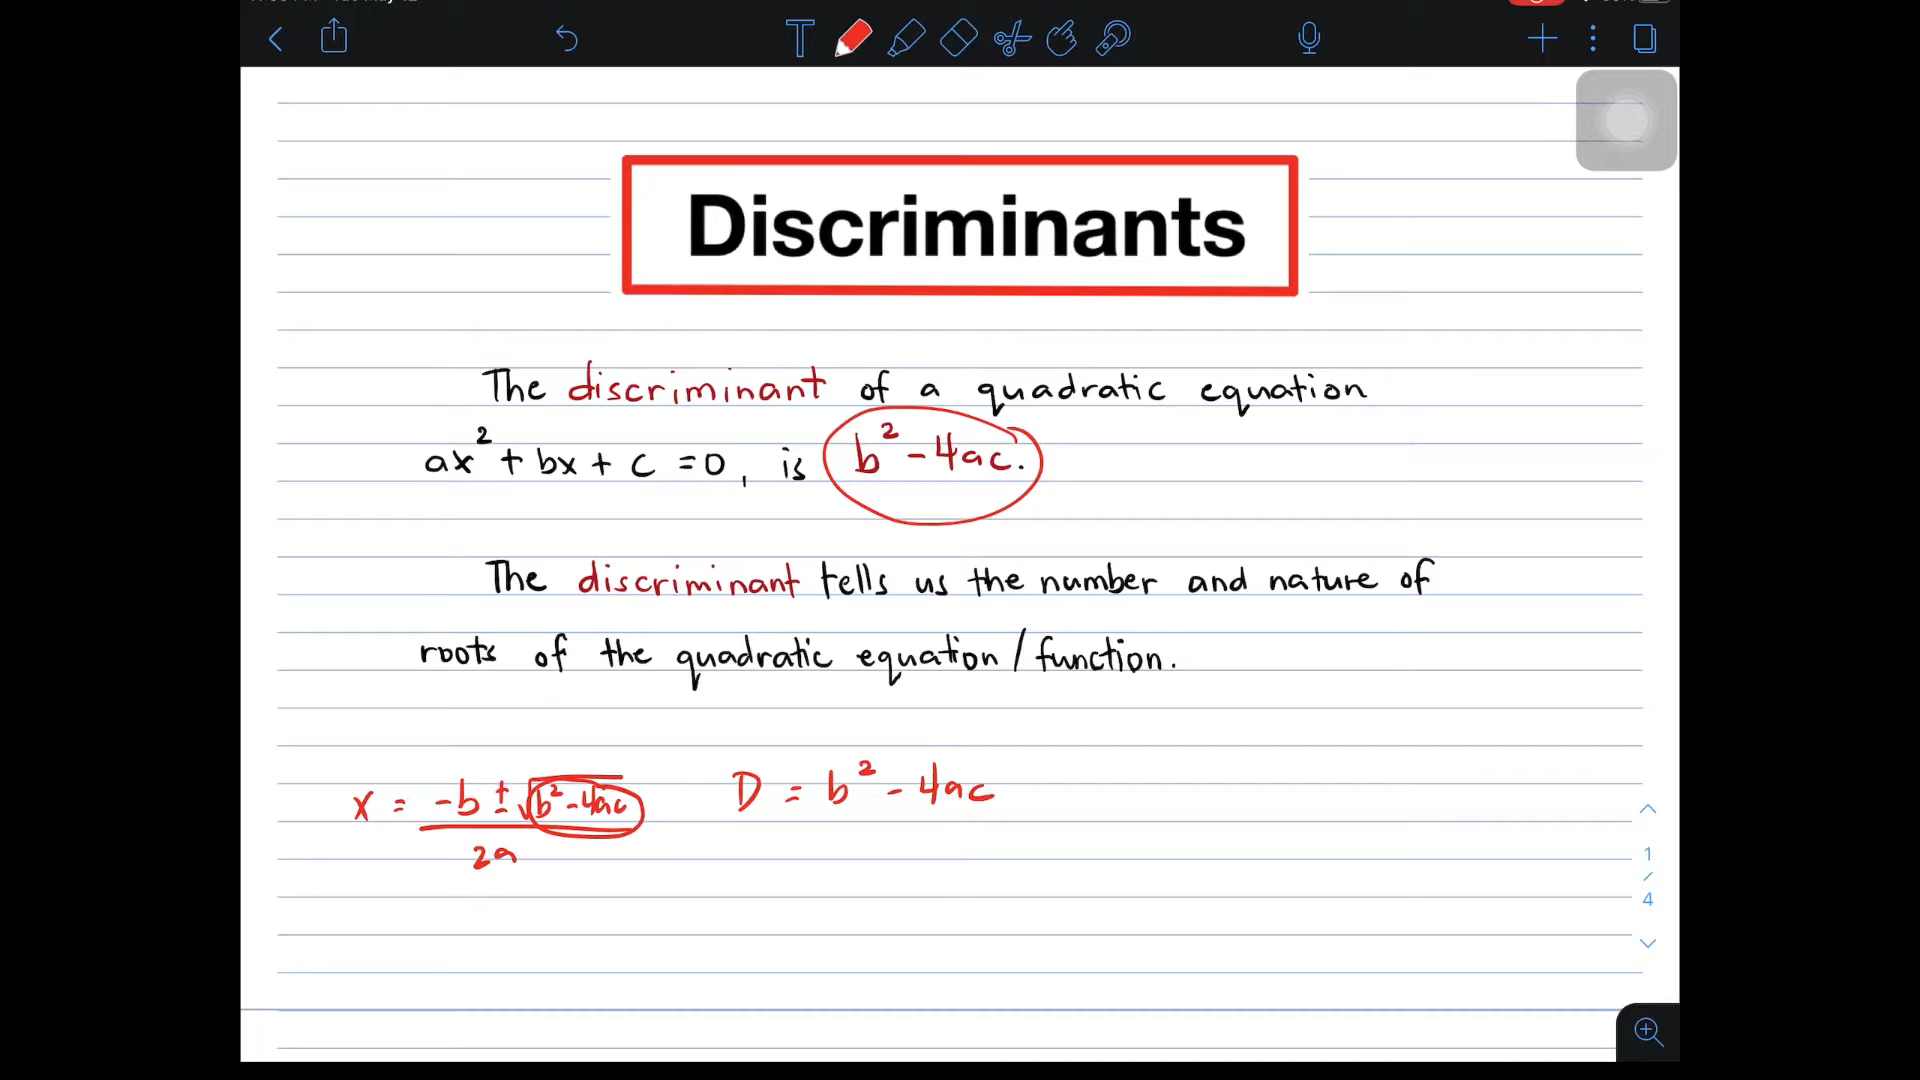 Discriminants
The discriminant of a quadratic equation
ax² + bx + c = 0, is b² - 4ac.
The discriminant tells us the number and nature of
roots of the quadratic equation / function.
x = (-b ± √(b² - 4ac)) / 2a
D = b² - 4ac
1
/
4